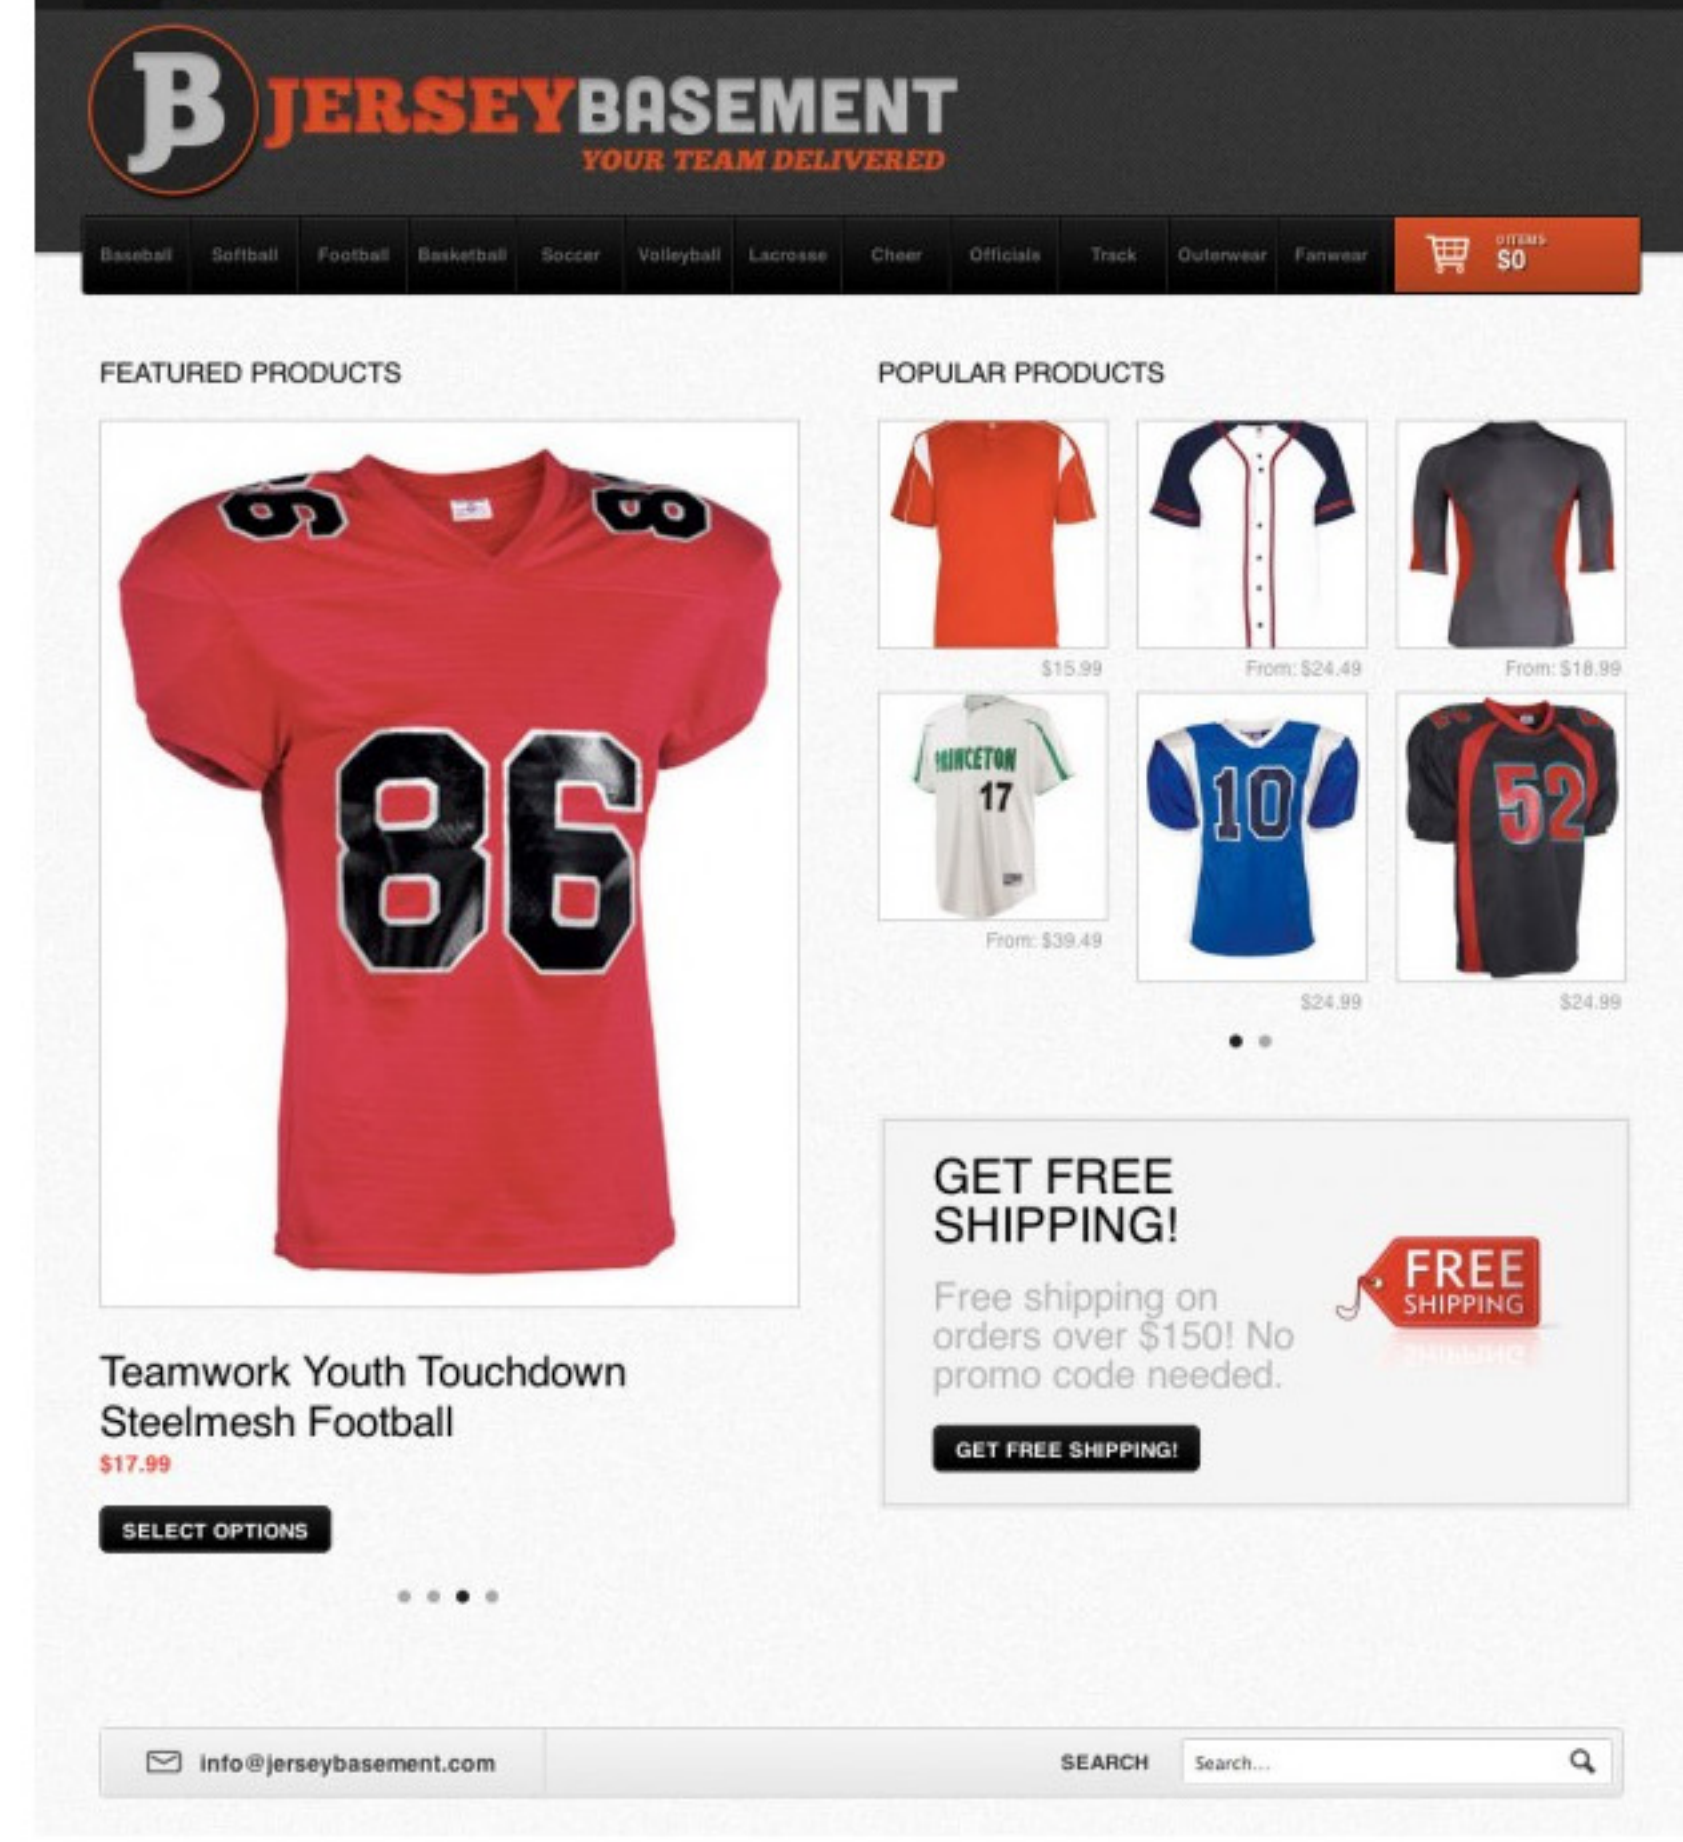 JB JERSEYBASEMENT
YOUR TEAM DELIVERED
Baseball Softball Football Basketball Soccer Volleyball Lacrosse Cheer Officials Track Outerwear Fanwear
0 ITEMS
$0
FEATURED PRODUCTS
86
Teamwork Youth Touchdown
Steelmesh Football
$17.99
SELECT OPTIONS
POPULAR PRODUCTS
$15.99 From: $24.49 From: $18.99
PRINCETON
17
10
52
From: $39.49
$24.99 $24.99
GET FREE
SHIPPING!
Free shipping on
orders over $150! No
promo code needed.
GET FREE SHIPPING!
FREE
SHIPPING
info@jerseybasement.com
SEARCH Search...